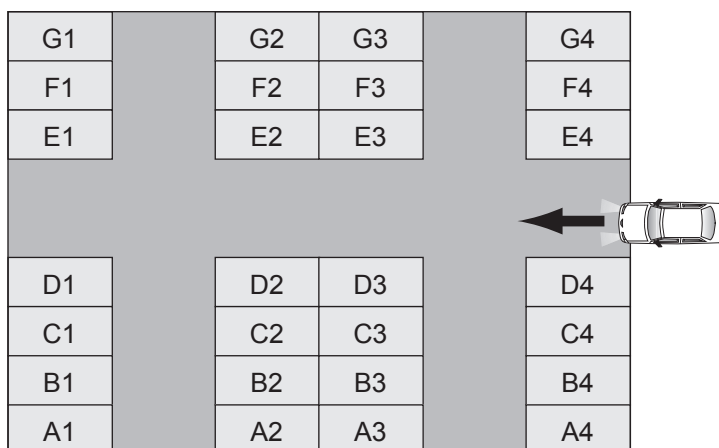 G1 G2 G3 G4
F1 F2 F3 F4
E1 E2 E3 E4
D1 D2 D3 D4
C1 C2 C3 C4
B1 B2 B3 B4
A1 A2 A3 A4